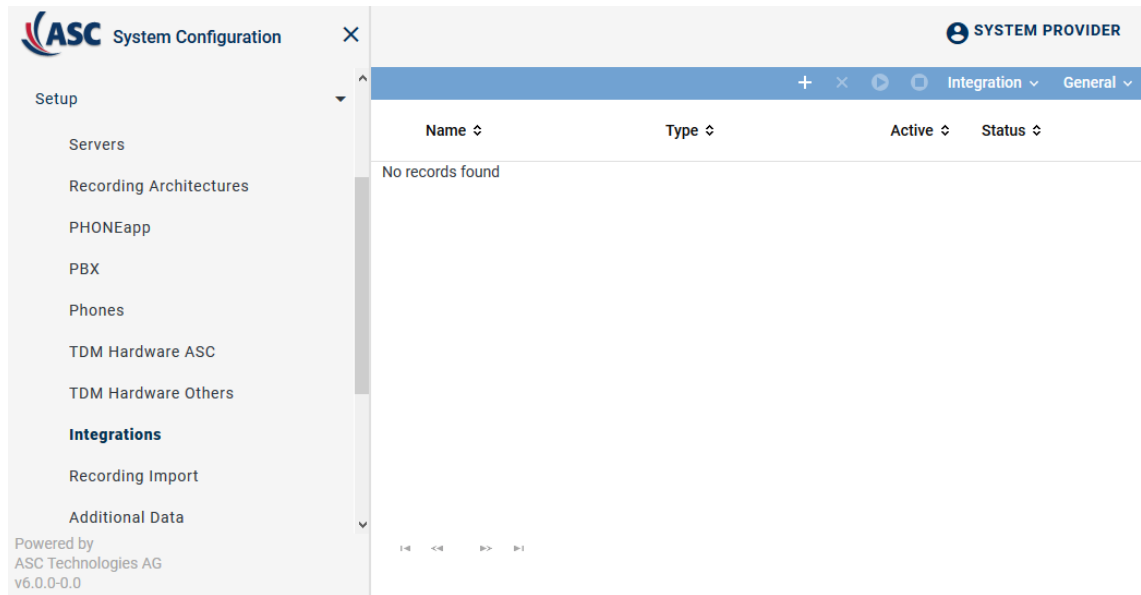 ASC System Configuration
SYSTEM PROVIDER
Setup
Servers
Recording Architectures
PHONEapp
PBX
Phones
TDM Hardware ASC
TDM Hardware Others
Integrations
Recording Import
Additional Data
Powered by
ASC Technologies AG
v6.0.0-0.0
Integration General
Name Type Active Status
No records found